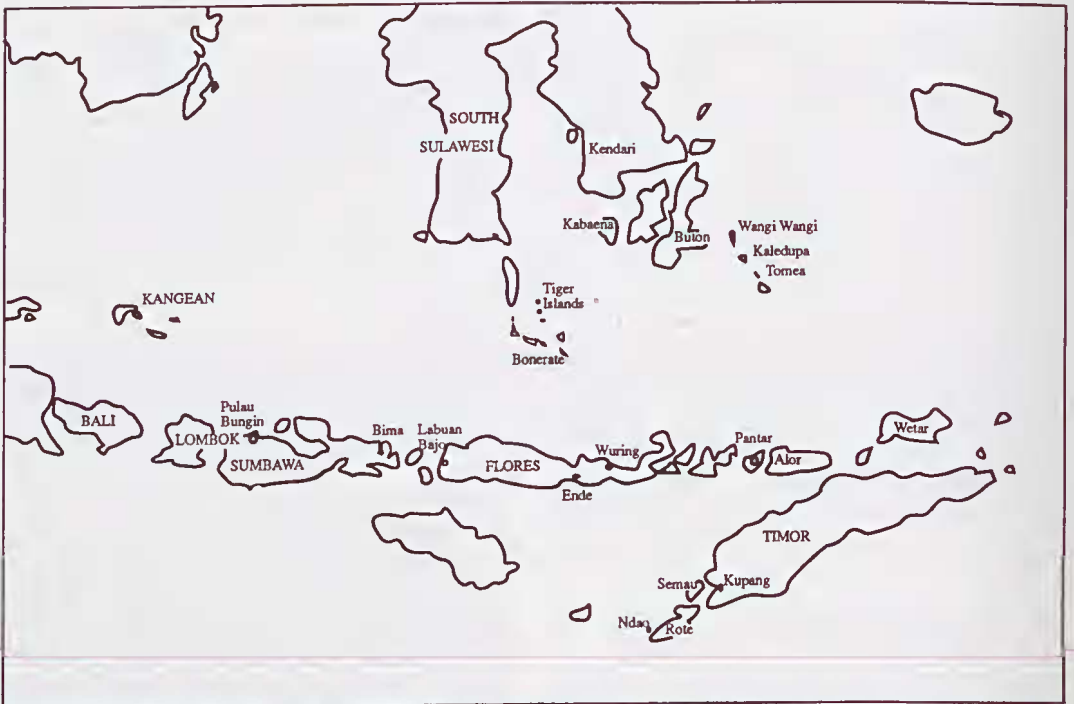 SOUTH
SULAWESI
Kendari
Kabaena
Buton
Wangi Wangi
Kaledupa
Tomea
KANGEAN
Tiger
Islands
Bonerate
BALI
LOMBOK
Pulau
Bungin
SUMBAWA
Bima
Labuan
Bajo
FLORES
Wuring
Ende
Pantar
Alor
Wetar
TIMOR
Semau
Kupang
Ndao
Rote